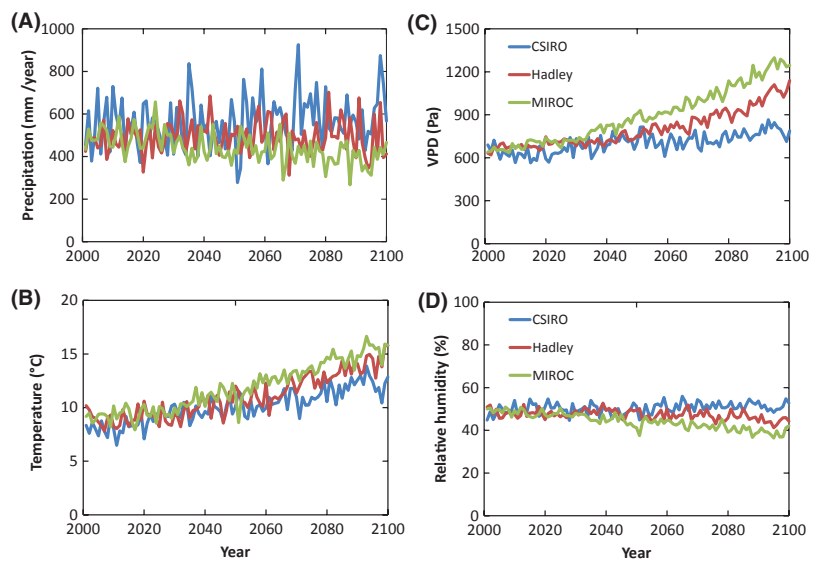 (A)
Precipitation (mm /year)
1000
800
600
400
200
0
2000 2020 2040 2060 2080 2100
(C)
VPD (Pa)
1500
1200
900
600
300
0
CSIRO
Hadley
MIROC
2000 2020 2040 2060 2080 2100
(B)
Temperature (°C)
20
15
10
5
0
2000 2020 2040 2060 2080 2100
Year
(D)
Relative humidity (%)
100
80
60
40
20
0
CSIRO
Hadley
MIROC
2000 2020 2040 2060 2080 2100
Year